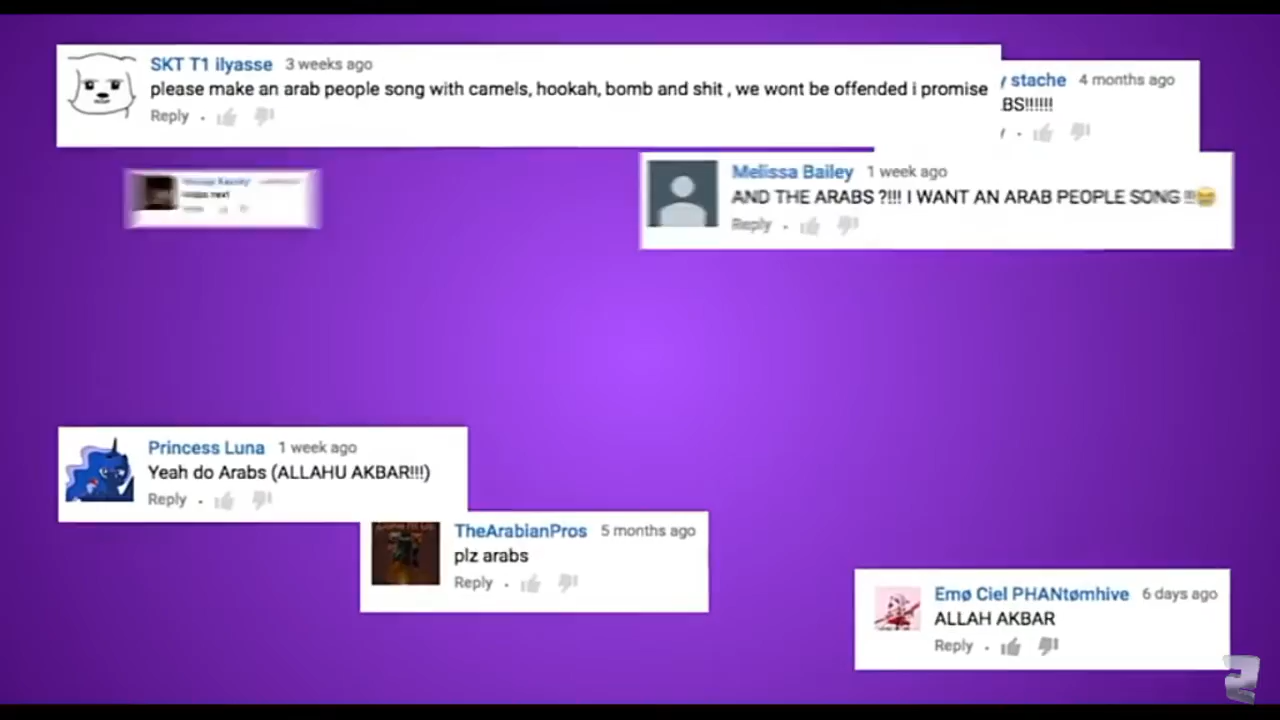 SKT T1 ilyasse 3 weeks ago
please make an arab people song with camels, hookah, bomb and shit , we wont be offended i promise
Reply
y stache 4 months ago
BS!!!!!!
Melissa Bailey 1 week ago
AND THE ARABS ?!!! I WANT AN ARAB PEOPLE SONG !!!
Reply
Princess Luna 1 week ago
Yeah do Arabs (ALLAHU AKBAR!!!)
Reply
TheArabianPros 5 months ago
plz arabs
Reply
Emø Ciel PHANtømhive 6 days ago
ALLAH AKBAR
Reply